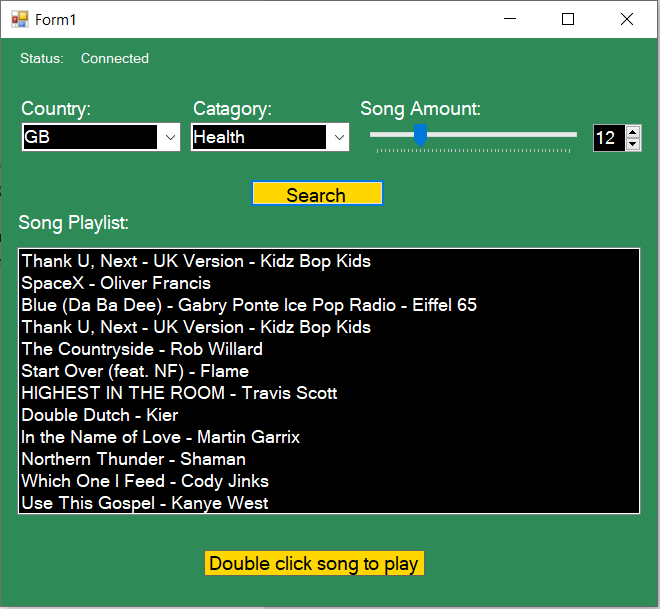 Form1
Status: Connected
Country: Catagory: Song Amount:
GB Health 12
Search
Song Playlist:
Thank U, Next - UK Version - Kidz Bop Kids
SpaceX - Oliver Francis
Blue (Da Ba Dee) - Gabry Ponte Ice Pop Radio - Eiffel 65
Thank U, Next - UK Version - Kidz Bop Kids
The Countryside - Rob Willard
Start Over (feat. NF) - Flame
HIGHEST IN THE ROOM - Travis Scott
Double Dutch - Kier
In the Name of Love - Martin Garrix
Northern Thunder - Shaman
Which One I Feed - Cody Jinks
Use This Gospel - Kanye West
Double click song to play